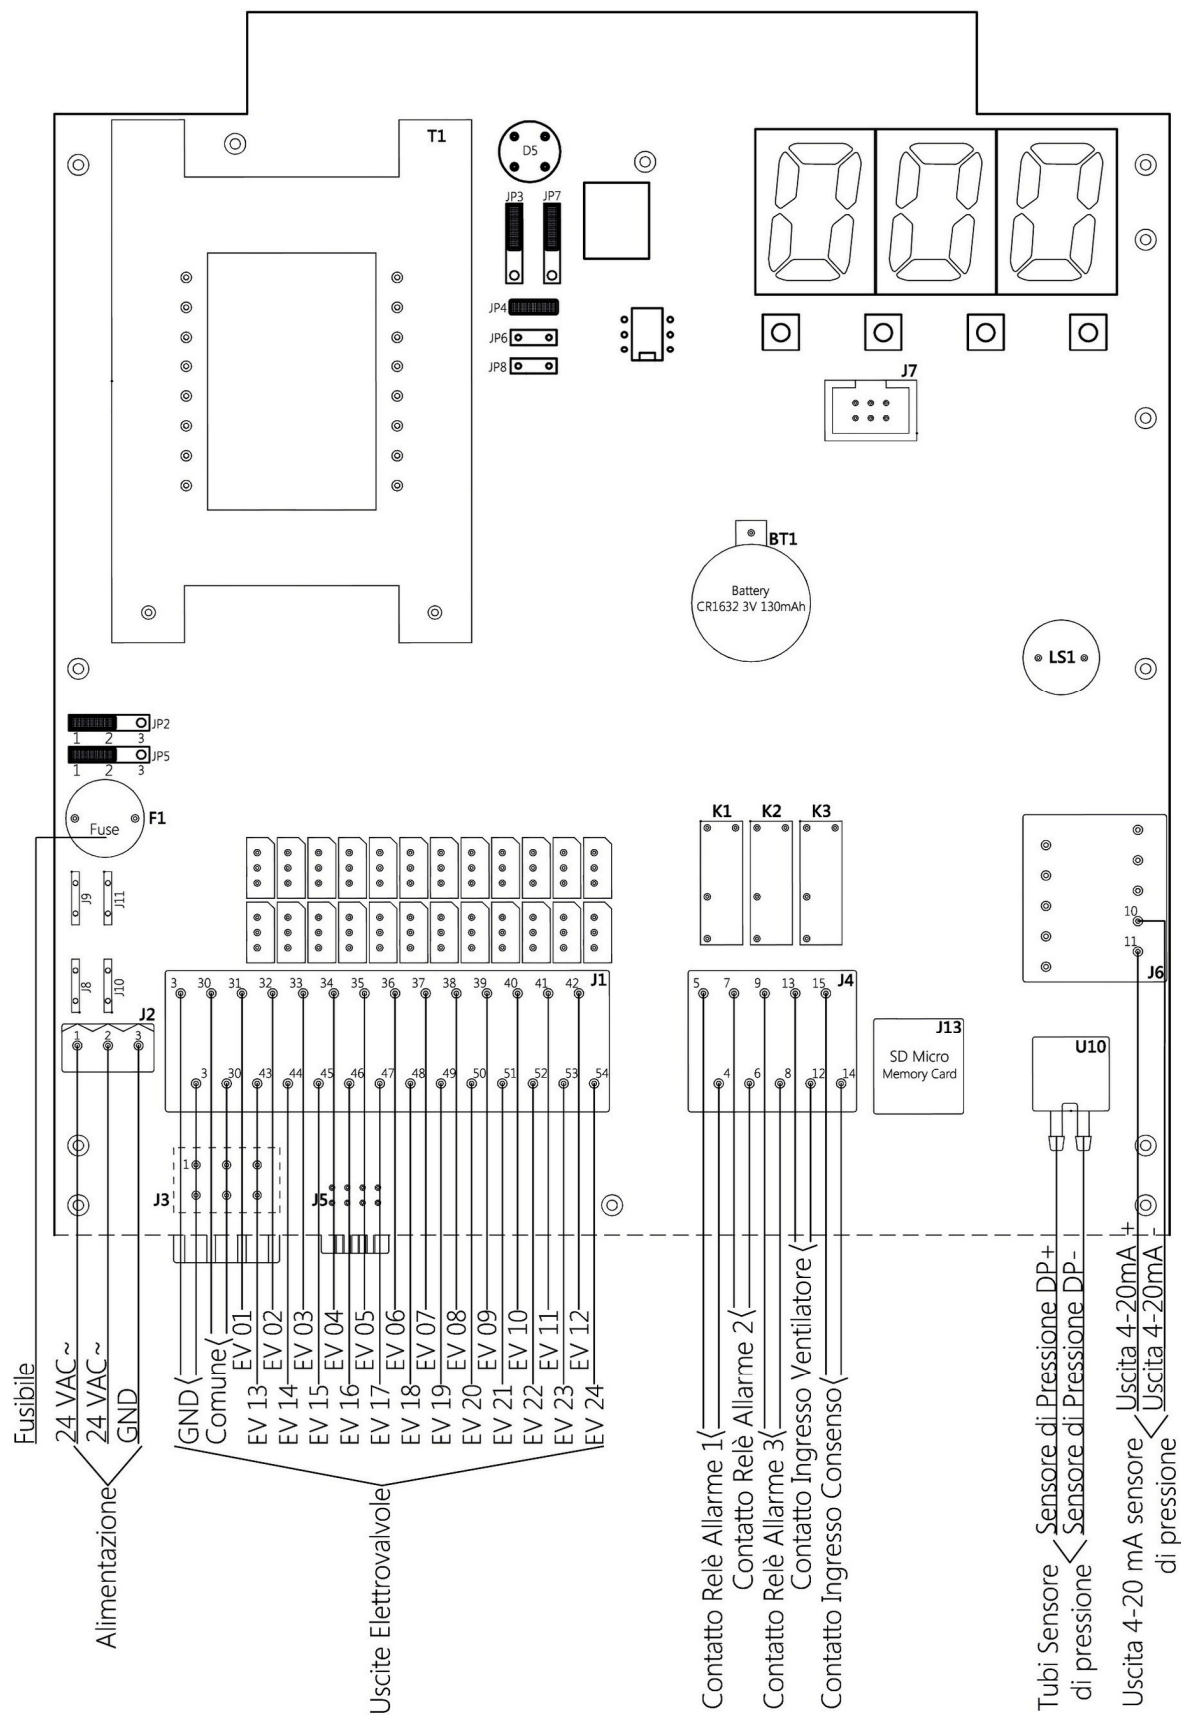 T1
D5
JP3
JP7
JP4
JP6
JP8
J7
BT1
Battery
CR1632 3V 130mAh
LS1
JP2
1 2 3
JP5
1 2 3
Fuse
F1
K1
K2
K3
J9
J11
J8
J10
J2
1 2 3
J1
3 30 31 32 33 34 35 36 37 38 39 40 41 42
3 30 43 44 45 46 47 48 49 50 51 52 53 54
J4
5 7 9 13 15
4 6 8 12 14
J13
SD Micro
Memory Card
10
11
J6
U10
1
J3
J5
Fusibile
24 VAC~
24 VAC~
GND
Alimentazione
GND
Comune
EV 01
EV 13
EV 02
EV 14
EV 03
EV 15
EV 04
EV 16
EV 05
EV 17
EV 06
EV 18
EV 07
EV 19
EV 08
EV 20
EV 09
EV 21
EV 10
EV 22
EV 11
EV 23
EV 12
EV 24
Uscite Elettrovalvole
Contatto Relè Allarme 1
Contatto Relè Allarme 2
Contatto Relè Allarme 3
Contatto Ingresso Ventilatore
Contatto Ingresso Consenso
Sensore di Pressione DP+
Sensore di Pressione DP-
Tubi Sensore
di pressione
Uscita 4-20mA +
Uscita 4-20mA -
Uscita 4-20 mA sensore
di pressione